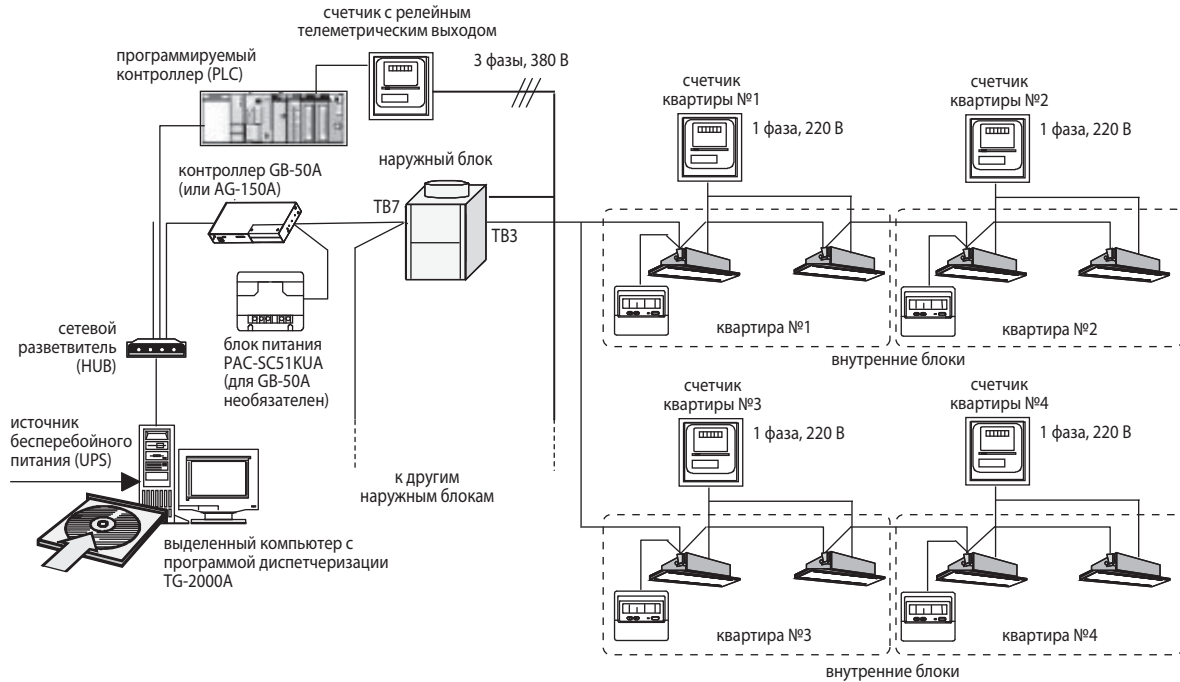 счетчик с релейным
телеметрическим выходом
программируемый
контроллер (PLC)
3 фазы, 380 В
счетчик
квартиры №1
1 фаза, 220 В
счетчик
квартиры №2
1 фаза, 220 В
контроллер GB-50A
(или AG-150A)
наружный блок
TB7
TB3
квартира №1
квартира №2
внутренние блоки
сетевой
разветвитель
(HUB)
блок питания
PAC-SC51KUA
(для GB-50A
необязателен)
счетчик
квартиры №3
1 фаза, 220 В
счетчик
квартиры №4
1 фаза, 220 В
источник
бесперебойного
питания (UPS)
к другим
наружным блокам
выделенный компьютер с
программой диспетчеризации
TG-2000A
квартира №3
квартира №4
внутренние блоки